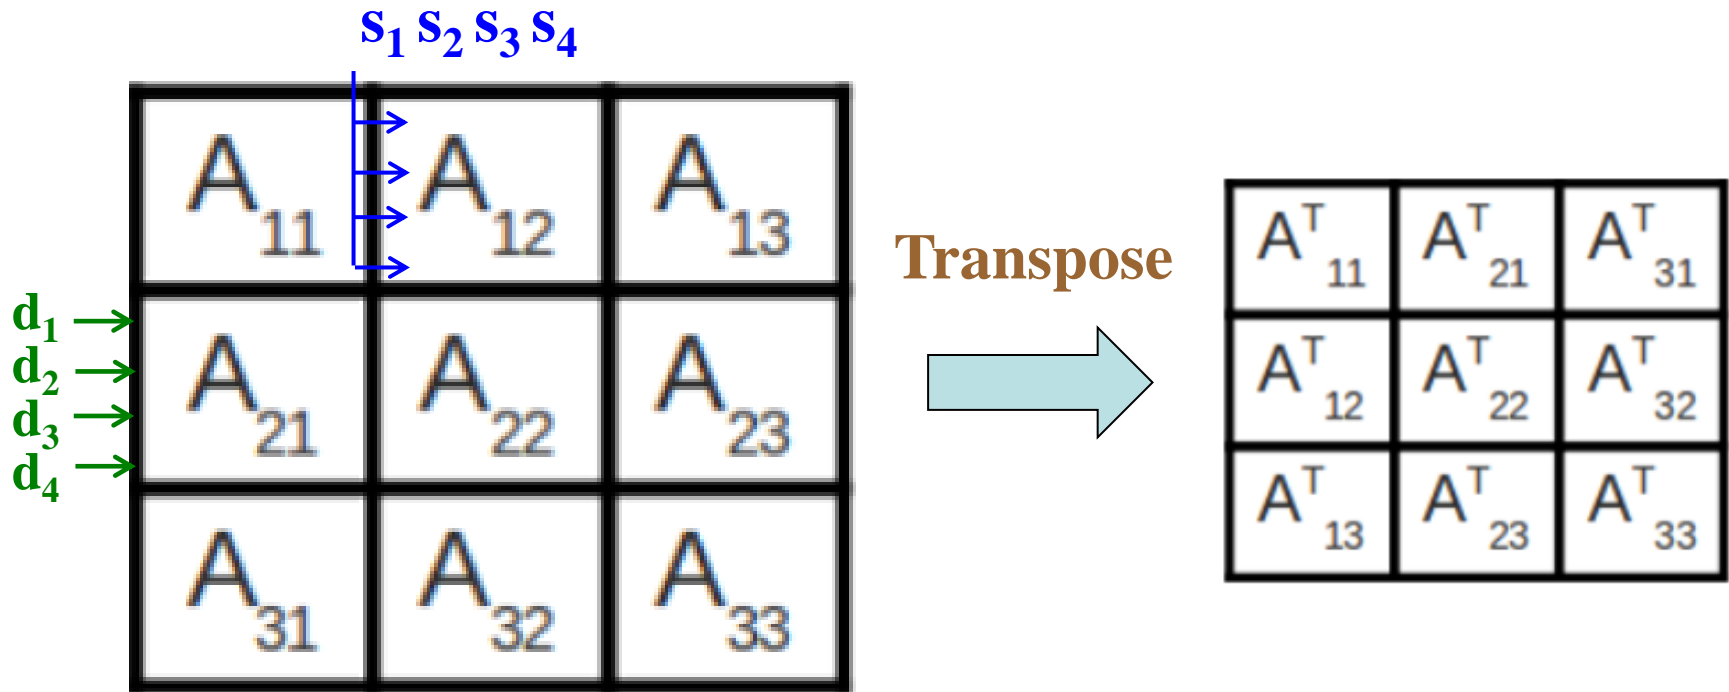 s₁ s₂ s₃ s₄
A₁₁ A₁₂ A₁₃
d₁
d₂
d₃
d₄
A₂₁ A₂₂ A₂₃
A₃₁ A₃₂ A₃₃
Transpose
Aᵀ₁₁ Aᵀ₂₁ Aᵀ₃₁
Aᵀ₁₂ Aᵀ₂₂ Aᵀ₃₂
Aᵀ₁₃ Aᵀ₂₃ Aᵀ₃₃